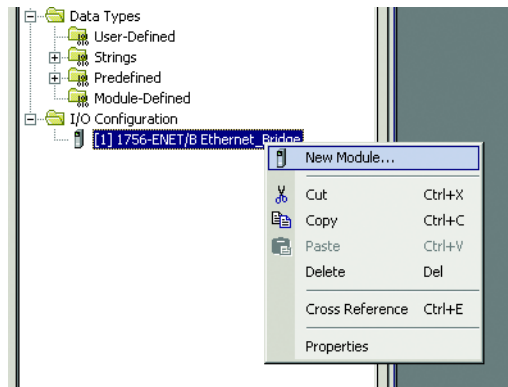 Data Types
User-Defined
Strings
Predefined
Module-Defined
I/O Configuration
[1] 1756-ENET/B Ethernet_Bridge
New Module...
Cut Ctrl+X
Copy Ctrl+C
Paste Ctrl+V
Delete Del
Cross Reference Ctrl+E
Properties